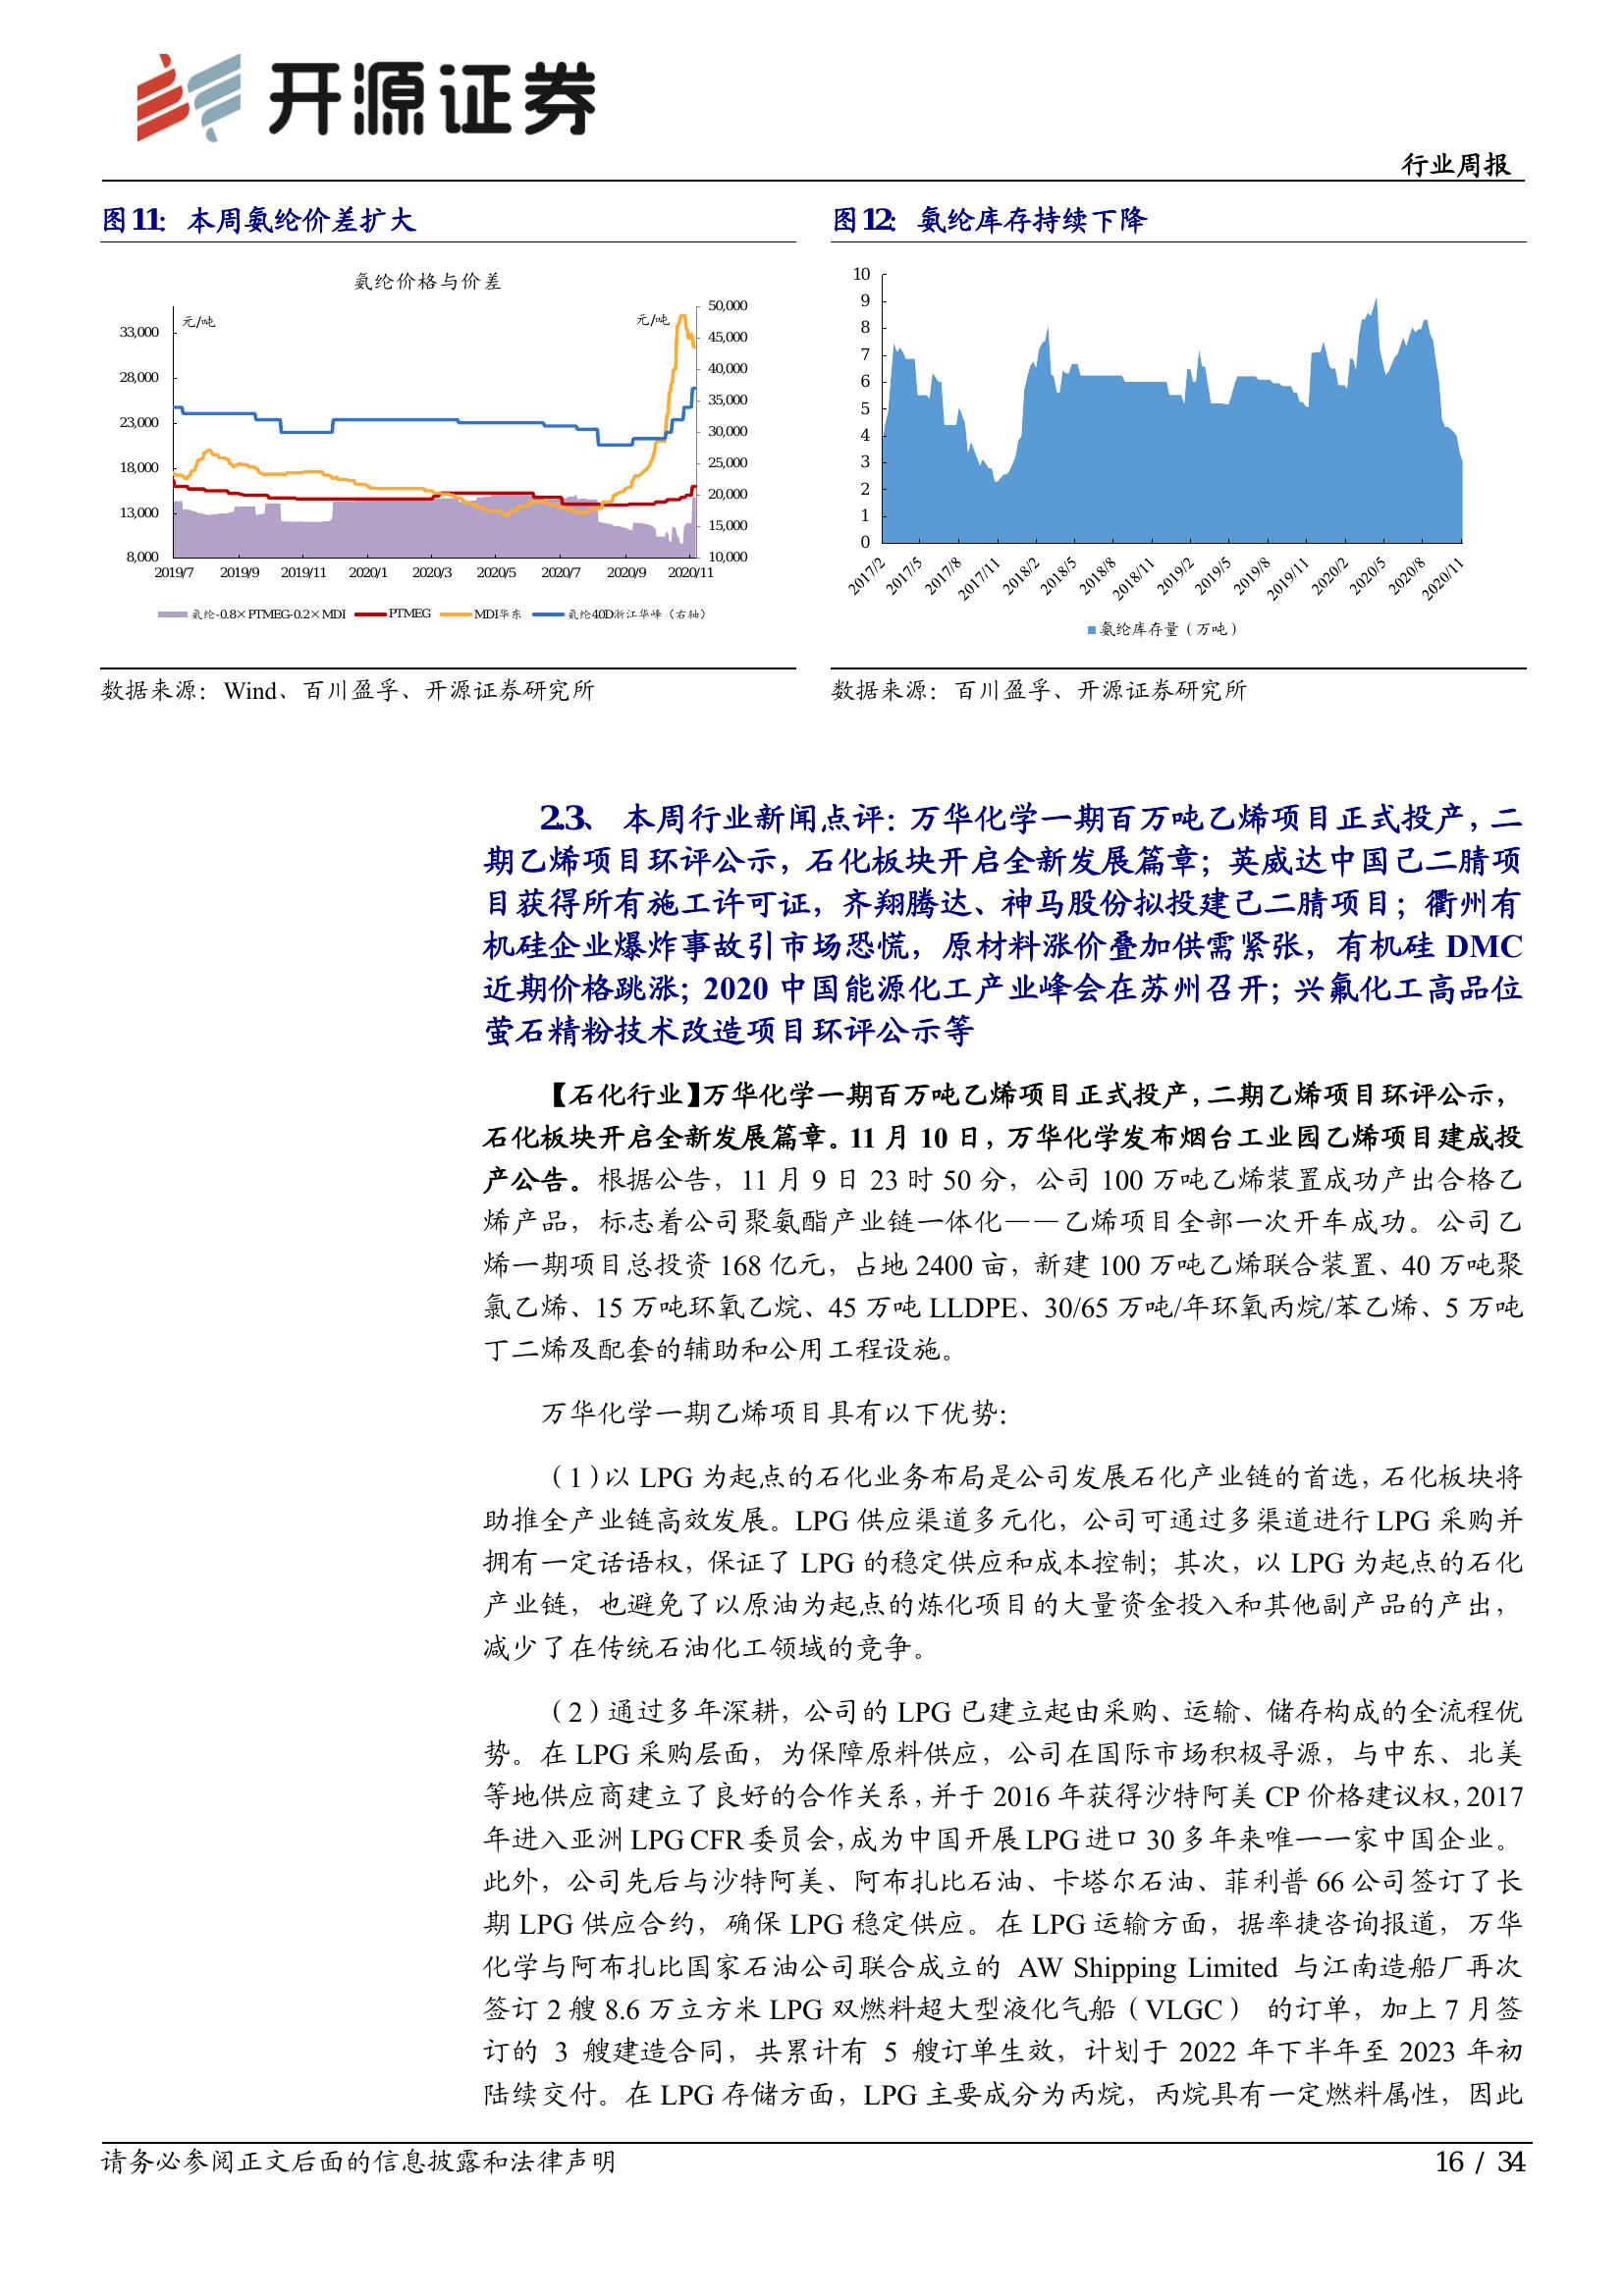 开源证券
行业周报
图11: 本周氨纶价差扩大
图12: 氨纶库存持续下降
氨纶价格与价差
元/吨
元/吨
33,000
28,000
23,000
18,000
13,000
8,000
50,000
45,000
40,000
35,000
30,000
25,000
20,000
15,000
10,000
2019/7 2019/9 2019/11 2020/1 2020/3 2020/5 2020/7 2020/9 2020/11
氨纶-0.8×PTMEG-0.2×MDI PTMEG MDI华东 氨纶40D浙江华峰（右轴）
10
9
8
7
6
5
4
3
2
1
0
2017/2 2017/5 2017/8 2017/11 2018/2 2018/5 2018/8 2018/11 2019/2 2019/5 2019/8 2019/11 2020/2 2020/5 2020/8 2020/11
氨纶库存量（万吨）
数据来源：Wind、百川盈孚、开源证券研究所
数据来源：百川盈孚、开源证券研究所
2.3、 本周行业新闻点评：万华化学一期百万吨乙烯项目正式投产，二
期乙烯项目环评公示，石化板块开启全新发展篇章；英威达中国己二腈项
目获得所有施工许可证，齐翔腾达、神马股份拟投建己二腈项目；衢州有
机硅企业爆炸事故引市场恐慌，原材料涨价叠加供需紧张，有机硅 DMC
近期价格跳涨；2020 中国能源化工产业峰会在苏州召开；兴氟化工高品位
萤石精粉技术改造项目环评公示等
【石化行业】万华化学一期百万吨乙烯项目正式投产，二期乙烯项目环评公示，
石化板块开启全新发展篇章。11 月 10 日，万华化学发布烟台工业园乙烯项目建成投
产公告。根据公告，11 月 9 日 23 时 50 分，公司 100 万吨乙烯装置成功产出合格乙
烯产品，标志着公司聚氨酯产业链一体化——乙烯项目全部一次开车成功。公司乙
烯一期项目总投资 168 亿元，占地 2400 亩，新建 100 万吨乙烯联合装置、40 万吨聚
氯乙烯、15 万吨环氧乙烷、45 万吨 LLDPE、30/65 万吨/年环氧丙烷/苯乙烯、5 万吨
丁二烯及配套的辅助和公用工程设施。
万华化学一期乙烯项目具有以下优势：
（1）以 LPG 为起点的石化业务布局是公司发展石化产业链的首选，石化板块将
助推全产业链高效发展。LPG 供应渠道多元化，公司可通过多渠道进行 LPG 采购并
拥有一定话语权，保证了 LPG 的稳定供应和成本控制；其次，以 LPG 为起点的石化
产业链，也避免了以原油为起点的炼化项目的大量资金投入和其他副产品的产出，
减少了在传统石油化工领域的竞争。
（2）通过多年深耕，公司的 LPG 已建立起由采购、运输、储存构成的全流程优
势。在 LPG 采购层面，为保障原料供应，公司在国际市场积极寻源，与中东、北美
等地供应商建立了良好的合作关系，并于 2016 年获得沙特阿美 CP 价格建议权，2017
年进入亚洲 LPG CFR 委员会，成为中国开展 LPG 进口 30 多年来唯一一家中国企业。
此外，公司先后与沙特阿美、阿布扎比石油、卡塔尔石油、菲利普 66 公司签订了长
期 LPG 供应合约，确保 LPG 稳定供应。在 LPG 运输方面，据率捷咨询报道，万华
化学与阿布扎比国家石油公司联合成立的 AW Shipping Limited 与江南造船厂再次
签订 2 艘 8.6 万立方米 LPG 双燃料超大型液化气船（VLGC） 的订单，加上 7 月签
订的 3 艘建造合同，共累计有 5 艘订单生效，计划于 2022 年下半年至 2023 年初
陆续交付。在 LPG 存储方面，LPG 主要成分为丙烷，丙烷具有一定燃料属性，因此
请务必参阅正文后面的信息披露和法律声明
16 / 34